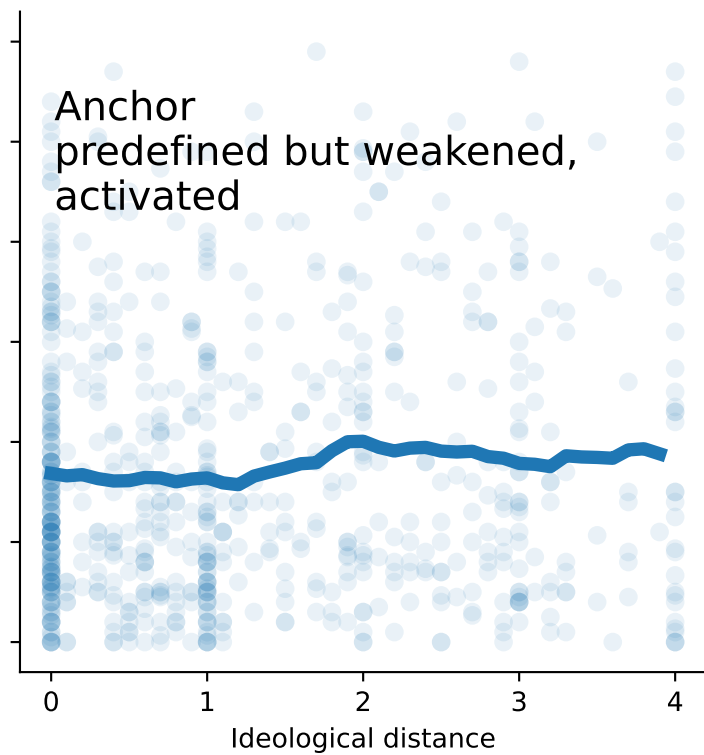 Anchor
predefined but weakened,
activated
0 1 2 3 4
Ideological distance